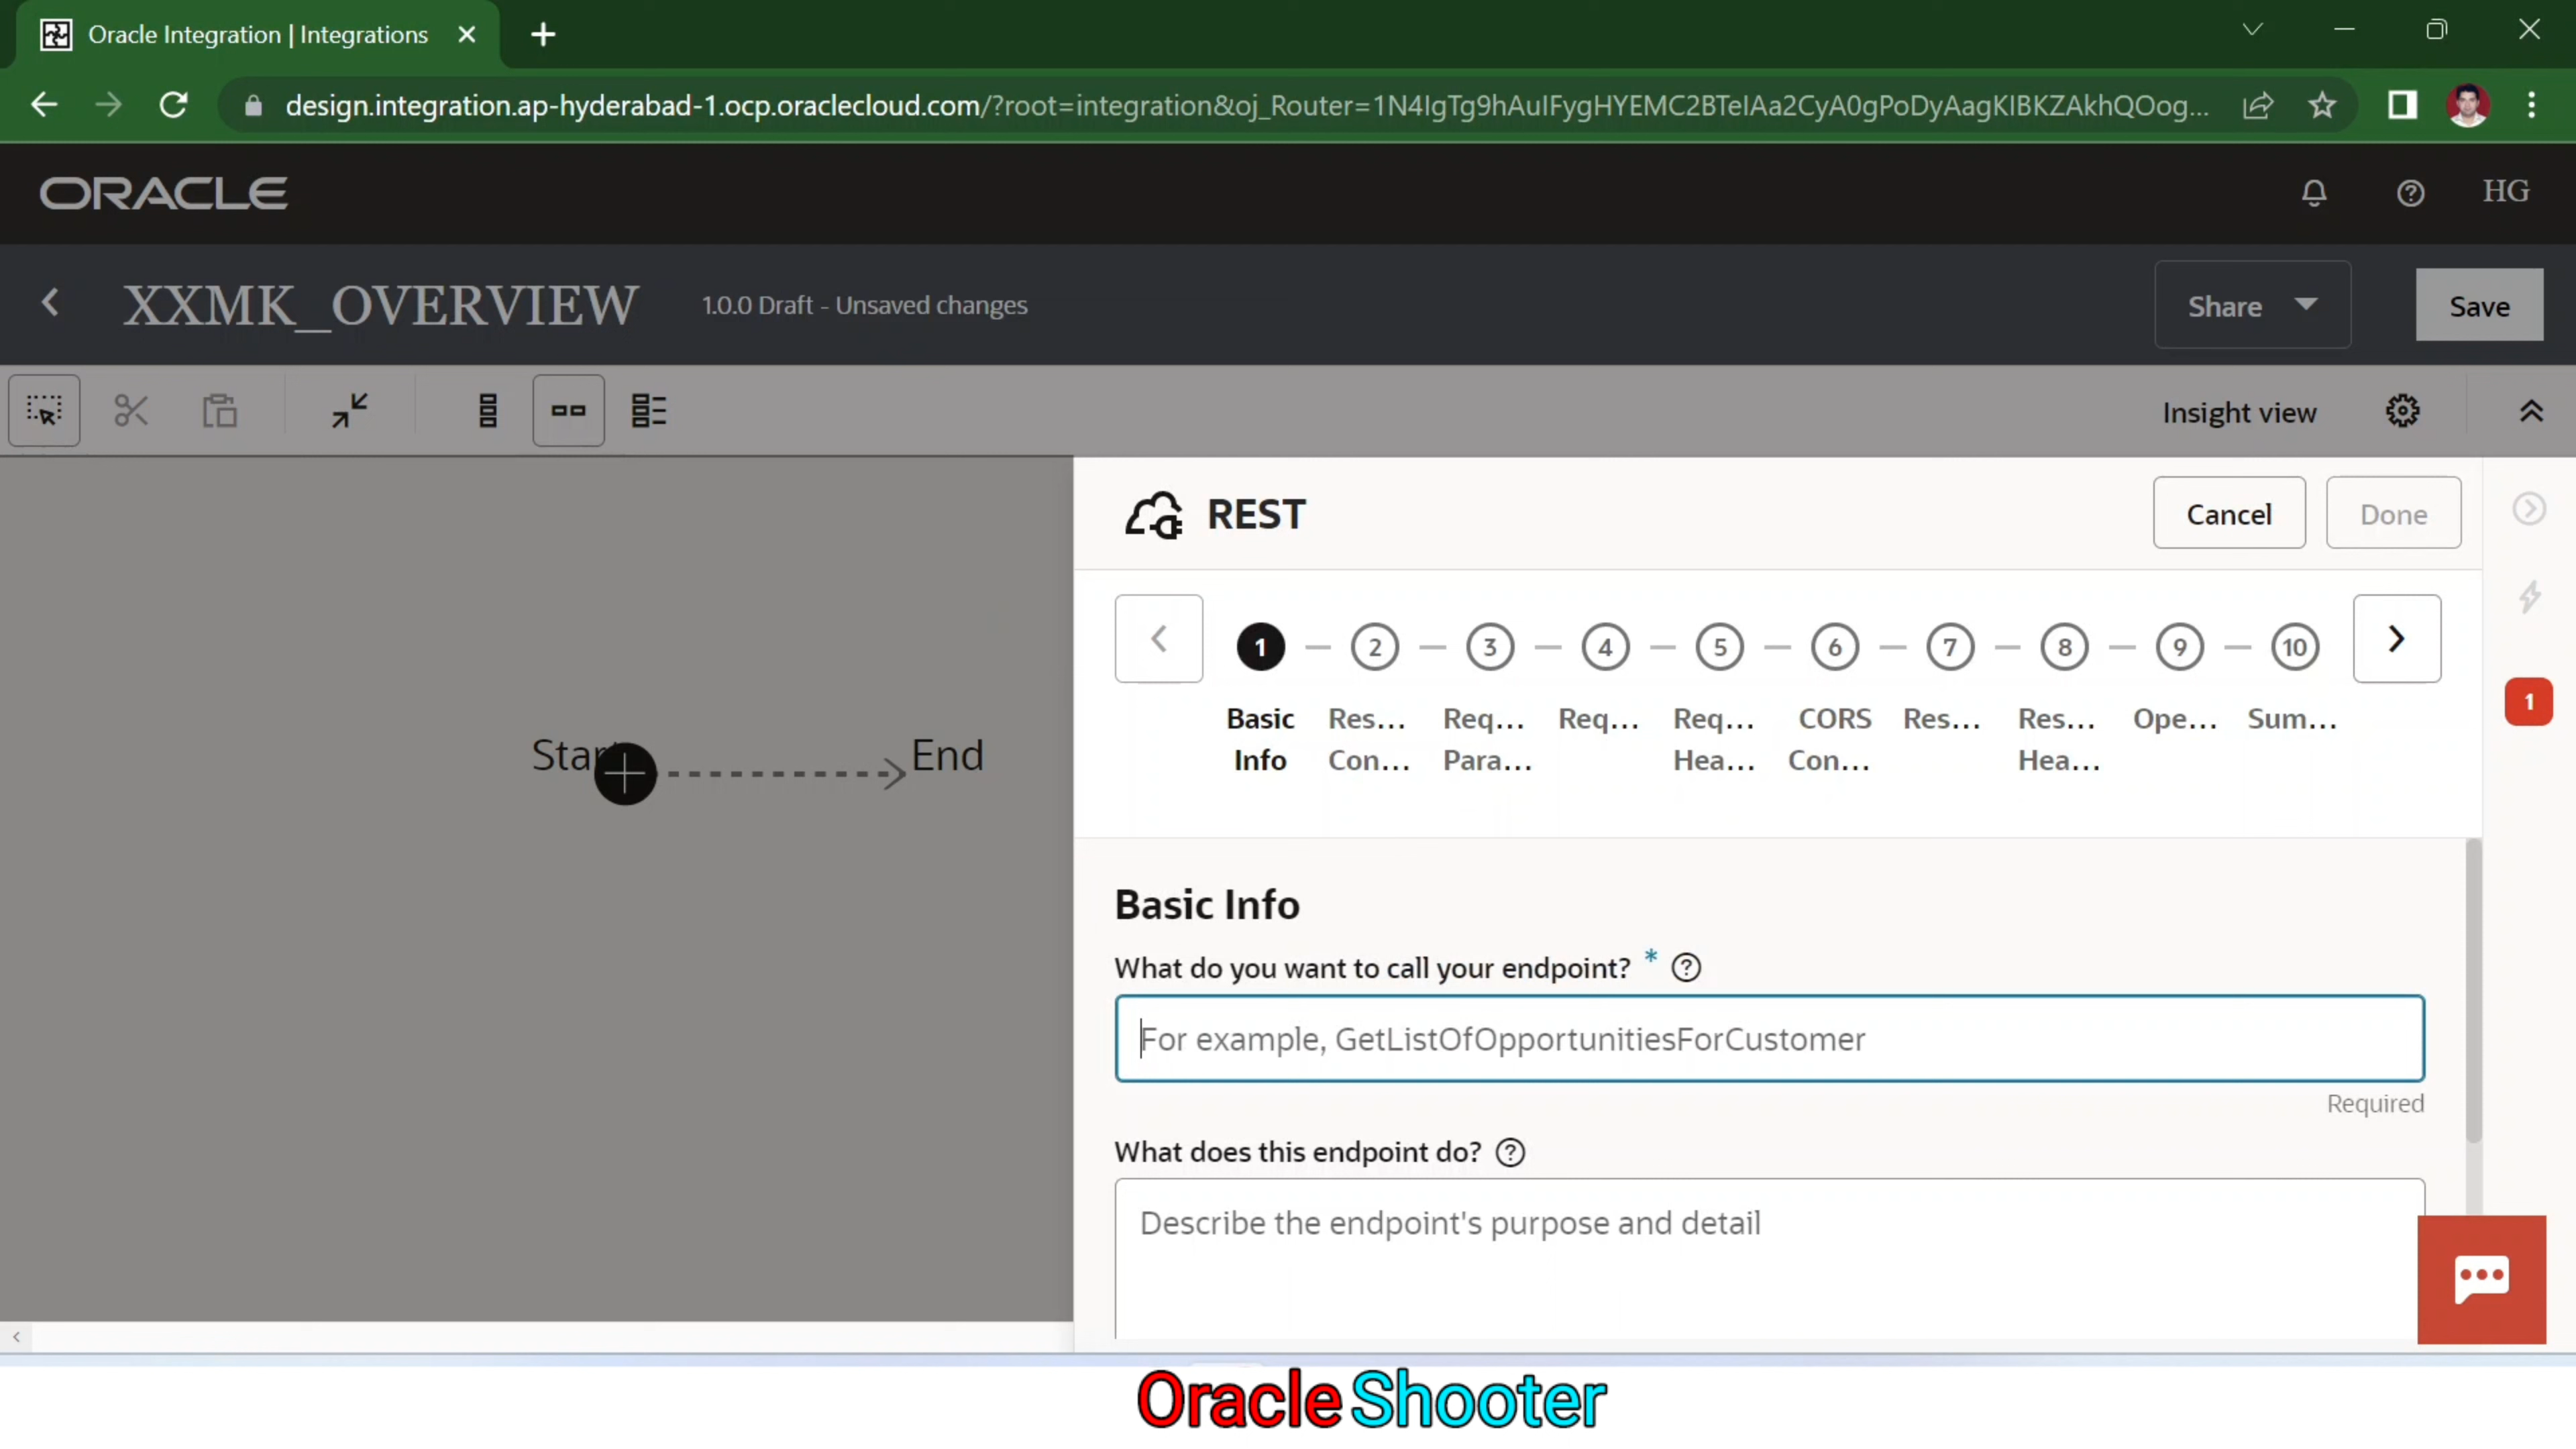 Oracle Integration | Integrations
design.integration.ap-hyderabad-1.ocp.oraclecloud.com/?root=integration&oj_Router=1N4IgTg9hAuIFygHYEMC2BTeIAa2CyA0gPoDyAagKIBKZAkhQOog...
ORACLE
HG
XXMK_OVERVIEW
1.0.0 Draft - Unsaved changes
Share
Save
Insight view
REST
Cancel
Done
1 2 3 4 5 6 7 8 9 10
Basic Res... Req... Req... Req... CORS Res... Res... Ope... Sum...
Info Con... Para... Hea... Con... Hea...
1
Start
End
Basic Info
What do you want to call your endpoint? *
For example, GetListOfOpportunitiesForCustomer
Required
What does this endpoint do?
Describe the endpoint's purpose and detail
Oracle Shooter